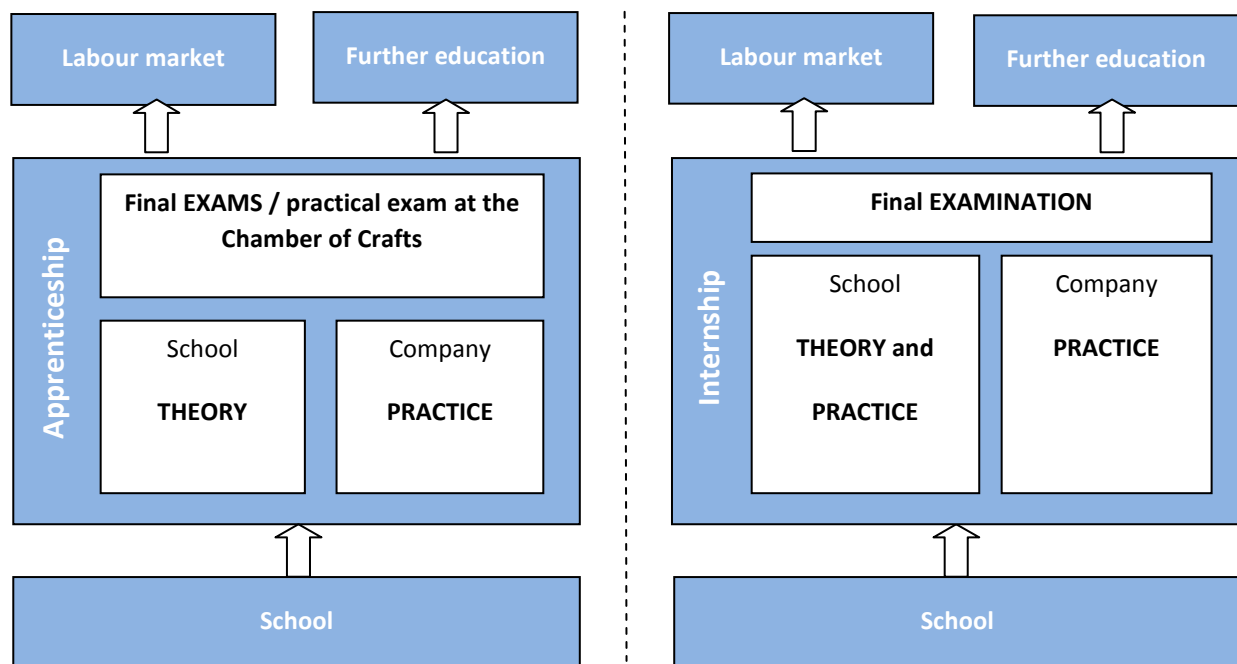 Labour market
Further education
Apprenticeship
Final EXAMS / practical exam at the
Chamber of Crafts
School
THEORY
Company
PRACTICE
School
Labour market
Further education
Internship
Final EXAMINATION
School
THEORY and
PRACTICE
Company
PRACTICE
School